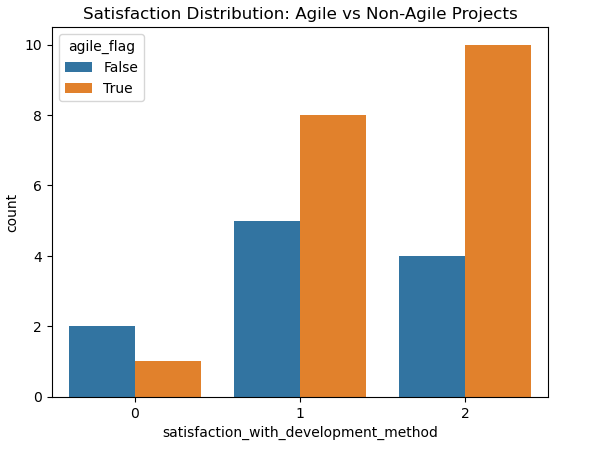 Satisfaction Distribution: Agile vs Non-Agile Projects
agile_flag
False
True
10
8
6
4
2
0
count
0 1 2
satisfaction_with_development_method